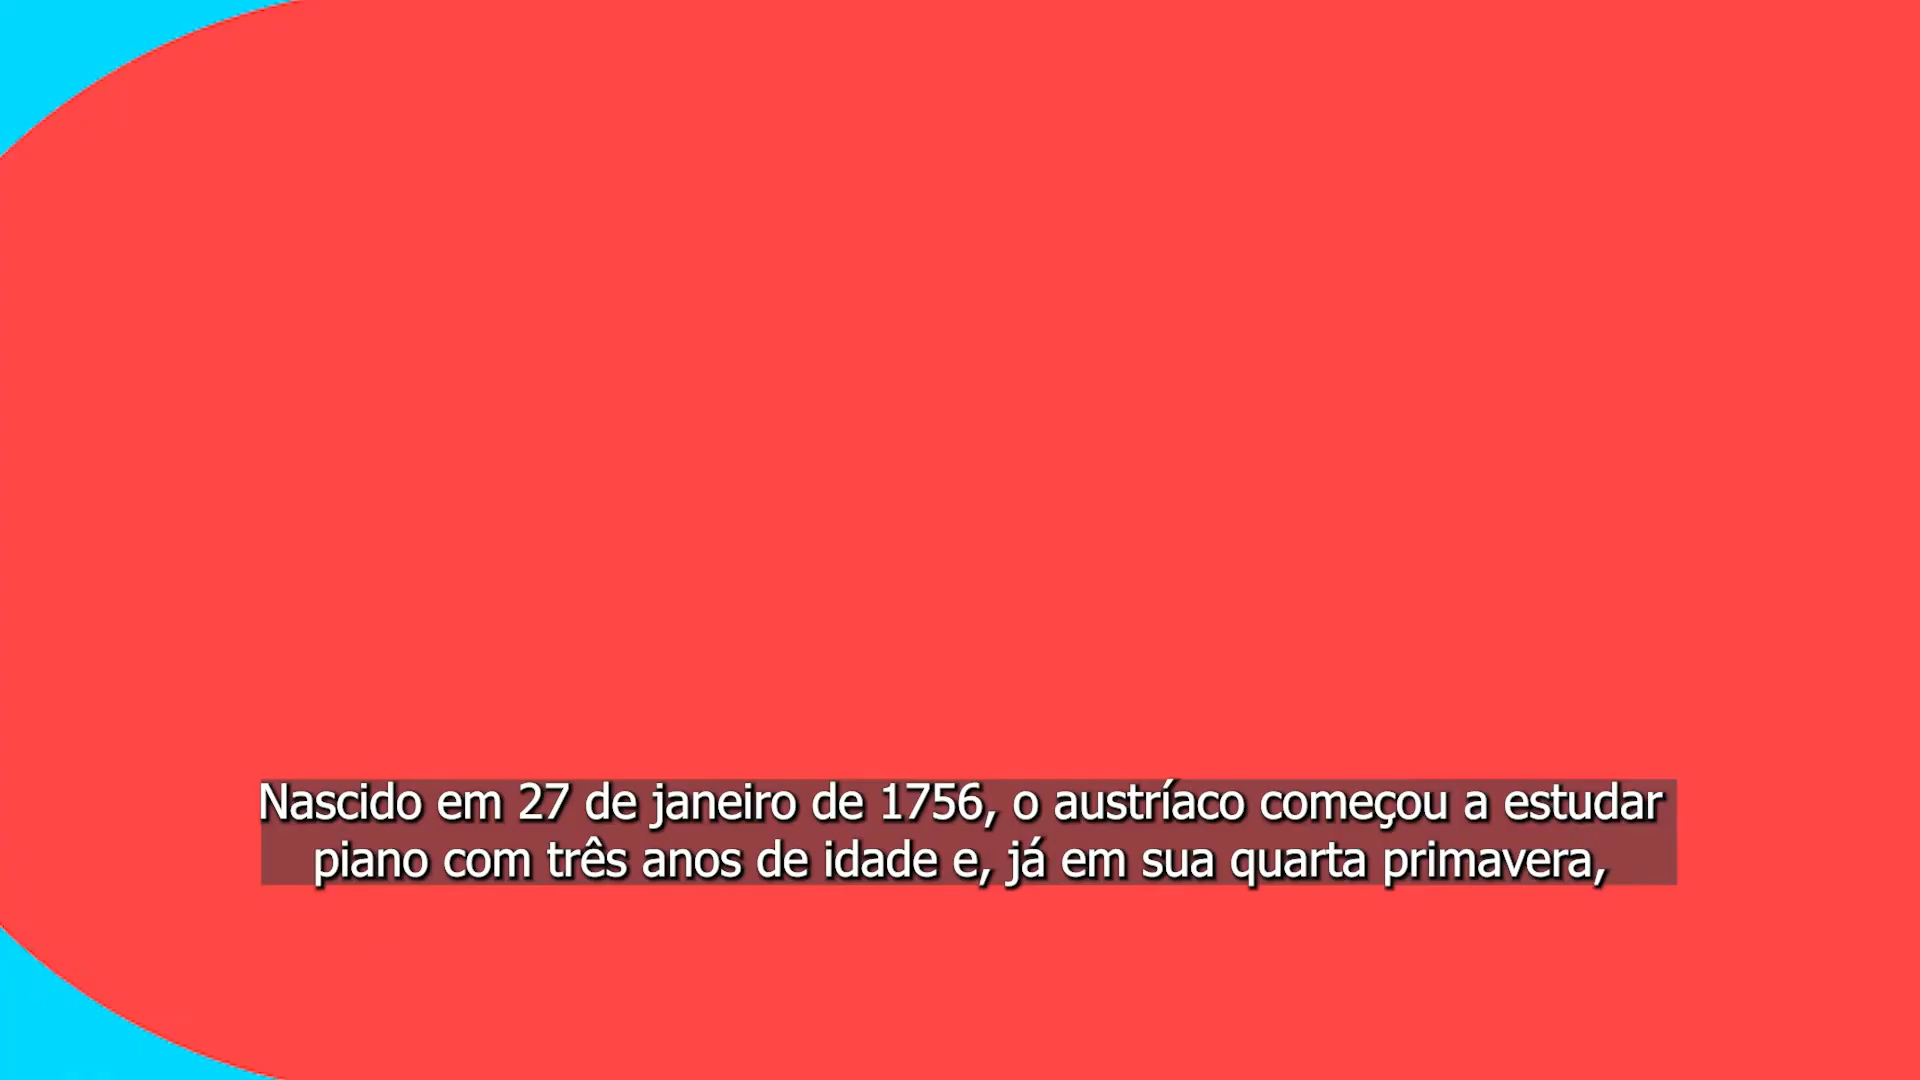 Nascido em 27 de janeiro de 1756, o austríaco começou a estudar
piano com três anos de idade e, já em sua quarta primavera,